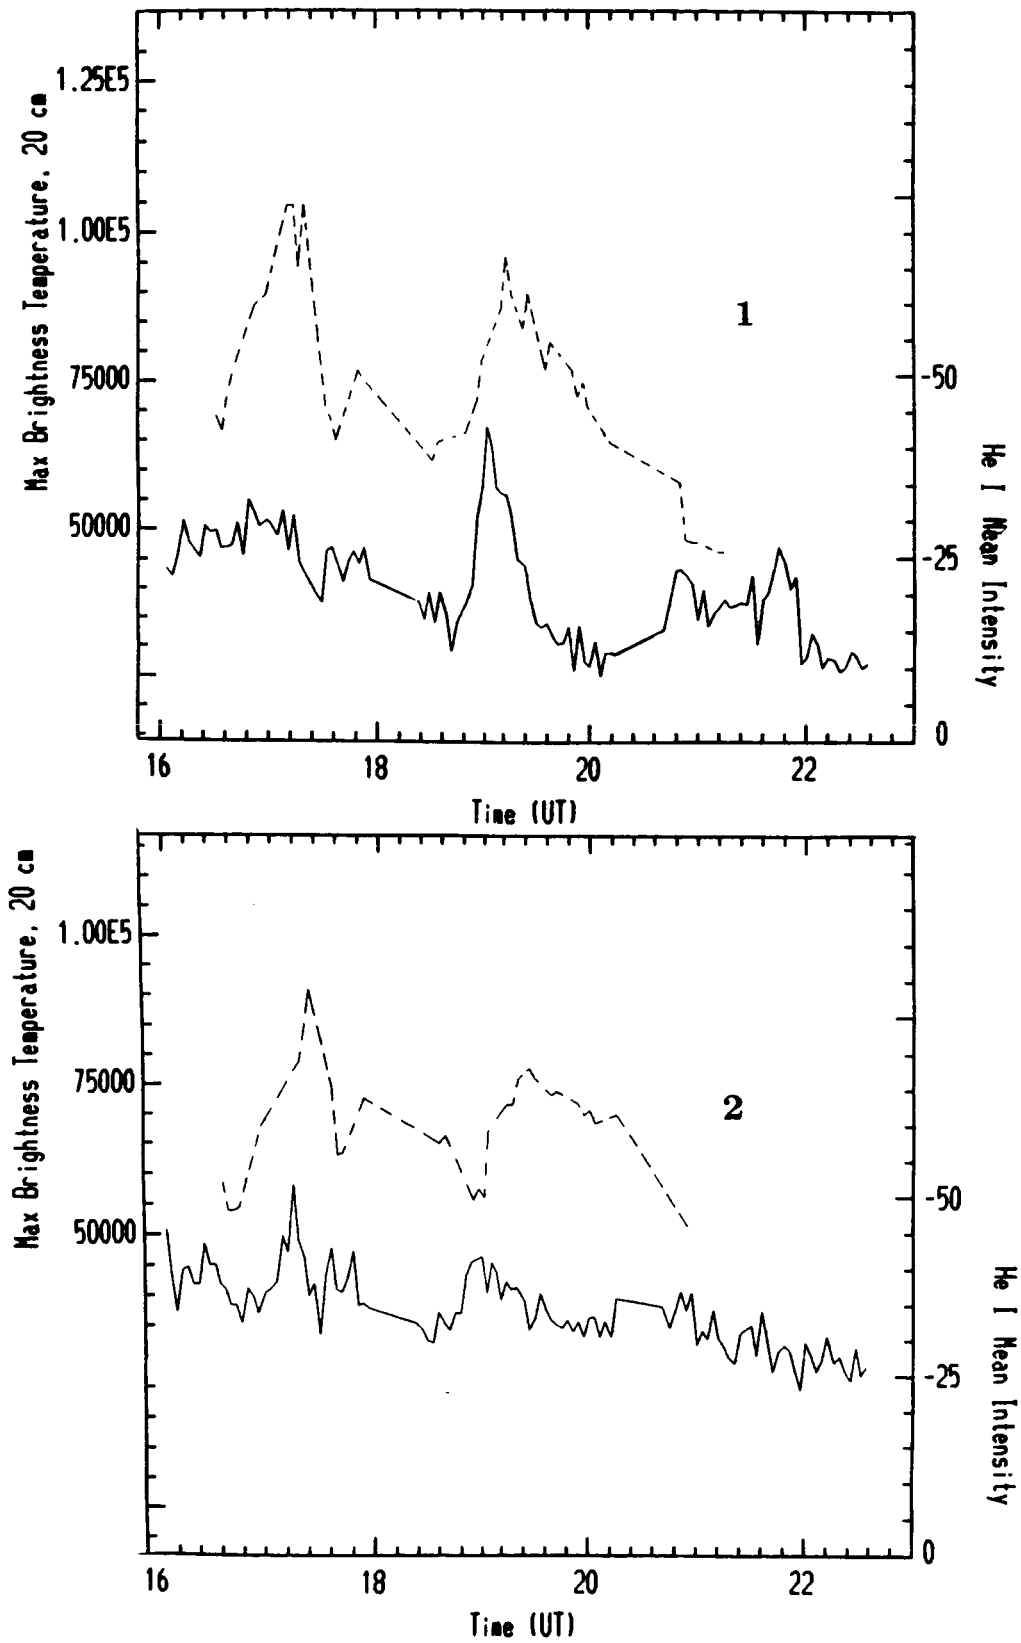 Max Brightness Temperature, 20 cm
1.25E5
1.00E5
75000
50000
1
-50
-25
0
He I Mean Intensity
16 18 20 22
Time (UT)
Max Brightness Temperature, 20 cm
1.00E5
75000
50000
2
-50
-25
0
He I Mean Intensity
16 18 20 22
Time (UT)